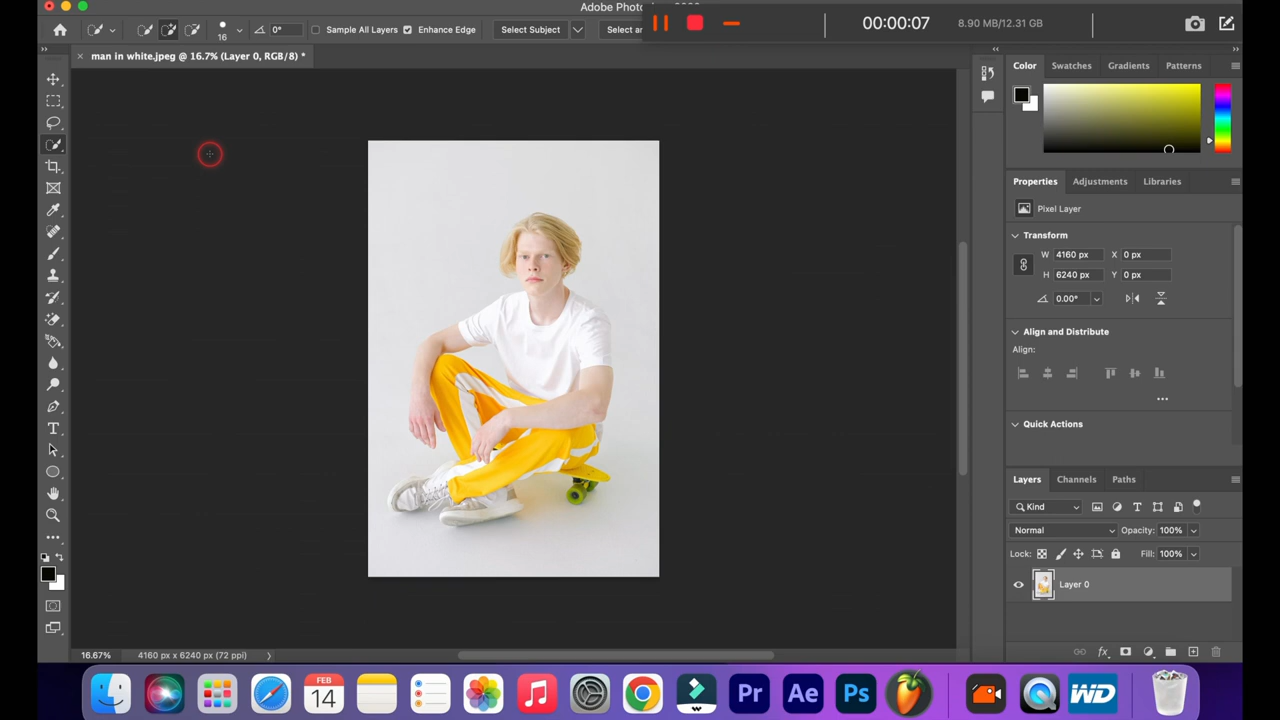 Adobe Photo
00:00:07
8.90 MB/12.31 GB
16
0°
Sample All Layers
Enhance Edge
Select Subject
Select an
man in white.jpeg @ 16.7% (Layer 0, RGB/8) *
Color
Swatches
Gradients
Patterns
Properties
Adjustments
Libraries
Pixel Layer
Transform
W 4160 px X 0 px
H 6240 px Y 0 px
0.00°
Align and Distribute
Align:
Quick Actions
Layers
Channels
Paths
Kind
Normal
Opacity: 100%
Lock:
Fill: 100%
Layer 0
16.67%
4160 px x 6240 px (72 ppi)
FEB
14
Pr
Ae
Ps
WD